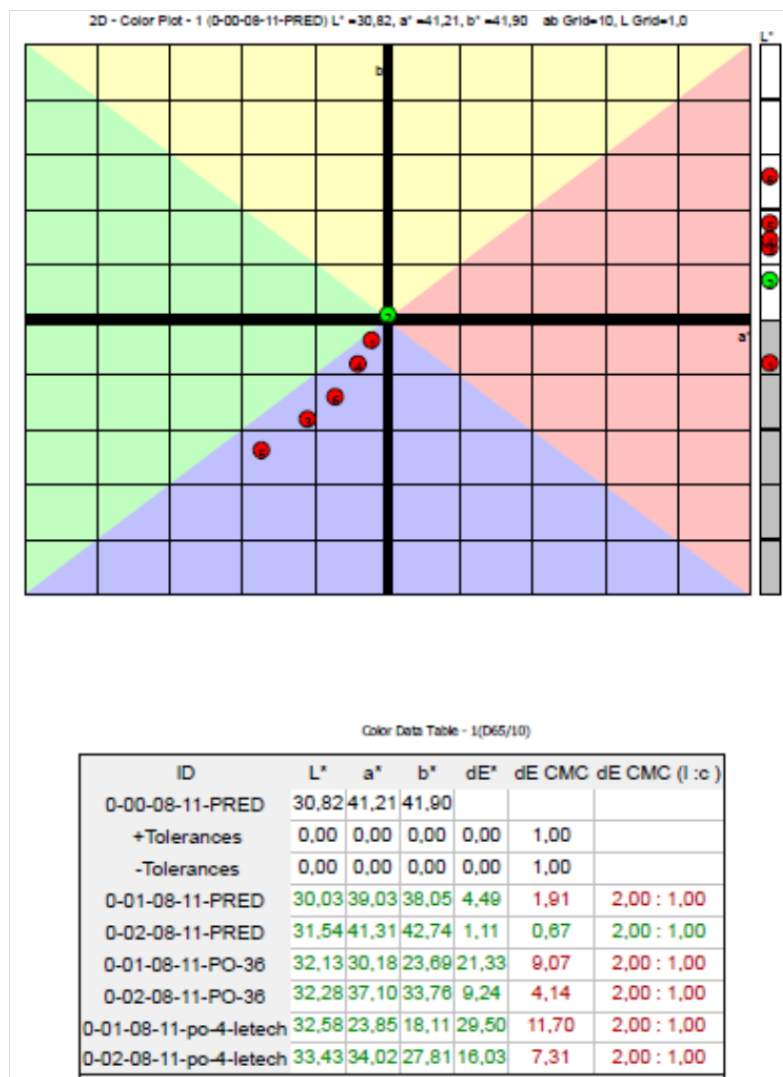 2D - Color Plot - 1 (0-00-08-11-PRED) L* =30,82, a* =41,21, b* =41,90 ab Grid=10, L Grid=1,0
L*
b
a*
Color Data Table - 1(D65/10)
ID L* a* b* dE* dE CMC dE CMC (l :c )
0-00-08-11-PRED 30,82 41,21 41,90
+Tolerances 0,00 0,00 0,00 0,00 1,00
-Tolerances 0,00 0,00 0,00 0,00 1,00
0-01-08-11-PRED 30,03 39,03 38,05 4,49 1,91 2,00 : 1,00
0-02-08-11-PRED 31,54 41,31 42,74 1,11 0,67 2,00 : 1,00
0-01-08-11-PO-36 32,13 30,18 23,69 21,33 9,07 2,00 : 1,00
0-02-08-11-PO-36 32,28 37,10 33,76 9,24 4,14 2,00 : 1,00
0-01-08-11-po-4-letech 32,58 23,85 18,11 29,50 11,70 2,00 : 1,00
0-02-08-11-po-4-letech 33,43 34,02 27,81 16,03 7,31 2,00 : 1,00